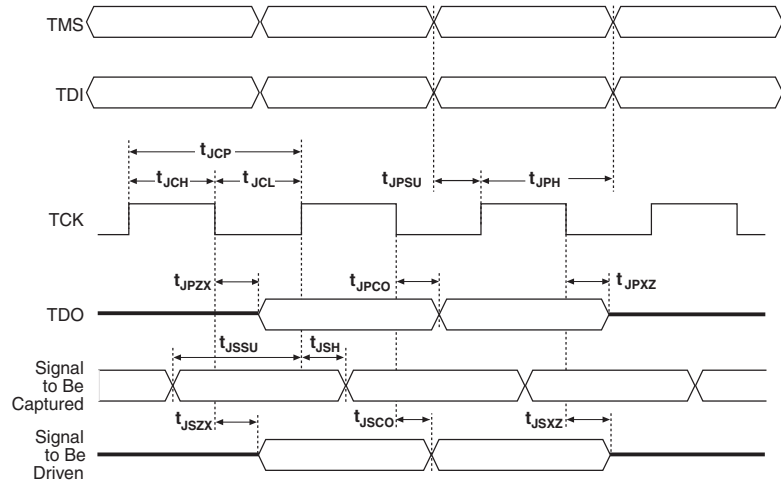 TMS
TDI
tJCP
tJCH tJCL tJPSU tJPH
TCK
tJPZX tJPCO tJPXZ
TDO
tJSSU tJSH
Signal
to Be
Captured
tJSZX tJSCO tJSXZ
Signal
to Be
Driven